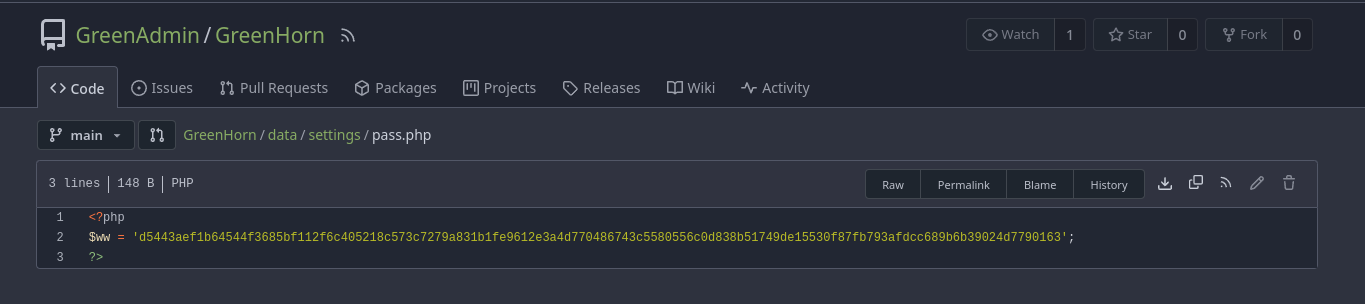 GreenAdmin / GreenHorn
Watch 1 Star 0 Fork 0
Code Issues Pull Requests Packages Projects Releases Wiki Activity
main GreenHorn / data / settings / pass.php
3 lines 148 B PHP Raw Permalink Blame History
1 <?php
2 $ww = 'd5443aef1b64544f3685bf112f6c405218c573c7279a831b1fe9612e3a4d770486743c5580556c0d838b51749de15530f87fb793afdcc689b6b39024d7790163';
3 ?>